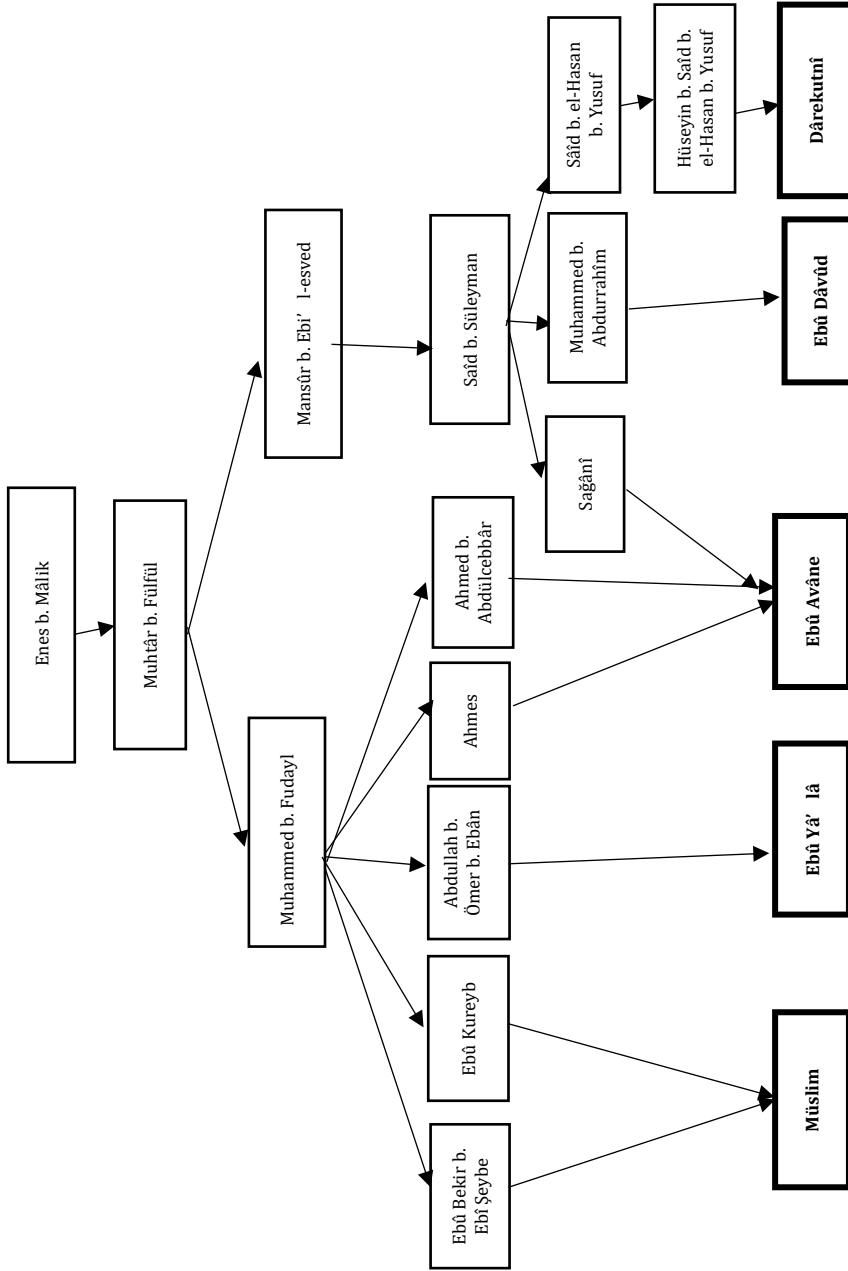 Enes b. Mâlik
Muhtâr b. Fülfül
Muhammed b. Fudayl
Mansûr b. Ebi’ l-esved
Ebû Bekir b.
Ebî Şeybe
Ebû Kureyb
Abdullah b.
Ömer b. Ebân
Ahmes
Ahmed b.
Abdülcebbâr
Saîd b. Süleyman
Sağânî
Muhammed b.
Abdurrahîm
Sâîd b. el-Hasan
b. Yusuf
Hüseyin b. Saîd b.
el-Hasan b. Yusuf
Müslim
Ebû Yâ’ lâ
Ebû Avâne
Ebû Dâvûd
Dârekutnî